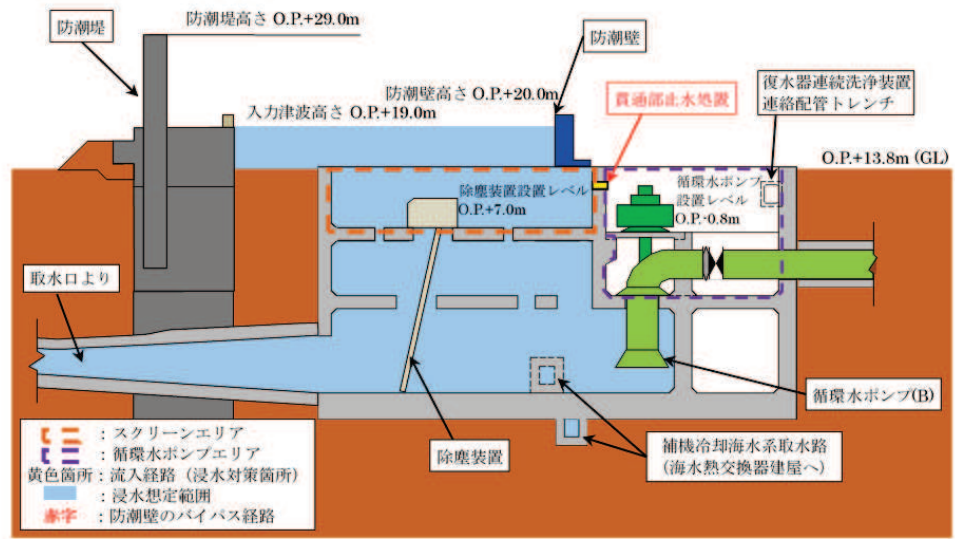 防潮堤高さ O.P.+29.0m
防潮堤
防潮壁
防潮壁高さ O.P.+20.0m
入力津波高さ O.P.+19.0m
貫通部止水処置
復水器連続洗浄装置
連絡配管トレンチ
O.P.+13.8m (GL)
除塵装置設置レベル
O.P.+7.0m
循環水ポンプ
設置レベル
O.P.-0.8m
取水口より
循環水ポンプ(B)
除塵装置
補機冷却海水系取水路
(海水熱交換器建屋へ)
：スクリーンエリア
：循環水ポンプエリア
黄色箇所：流入経路（浸水対策箇所）
：浸水想定範囲
赤字：防潮壁のバイパス経路